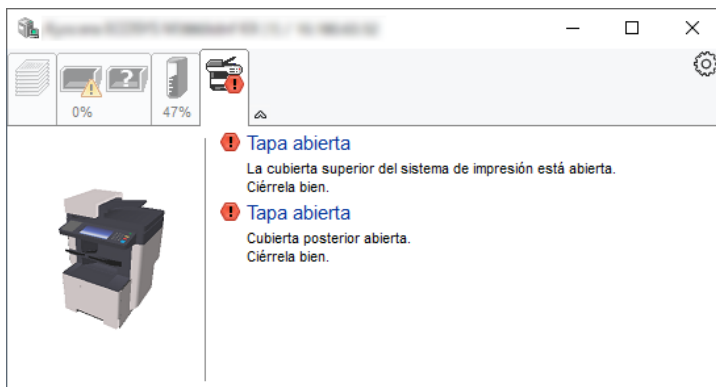 0%
47%
Tapa abierta
La cubierta superior del sistema de impresión está abierta.
Ciérrela bien.
Tapa abierta
Cubierta posterior abierta.
Ciérrela bien.